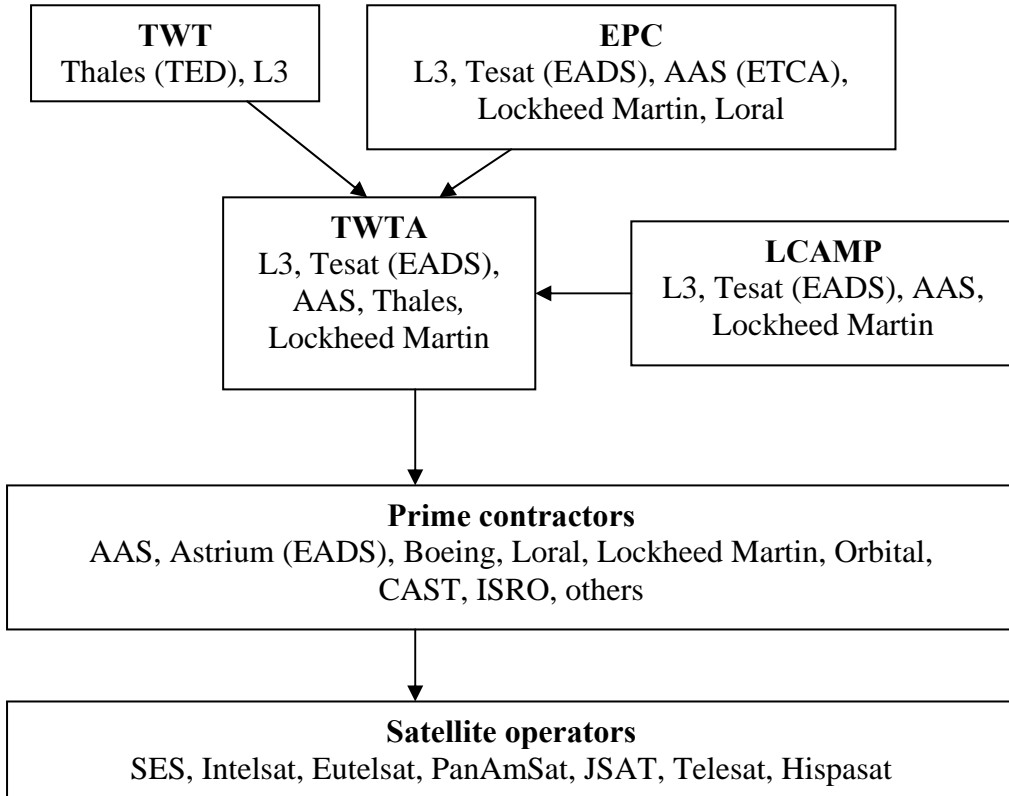 TWT
Thales (TED), L3
EPC
L3, Tesat (EADS), AAS (ETCA),
Lockheed Martin, Loral
TWTA
L3, Tesat (EADS),
AAS, Thales,
Lockheed Martin
LCAMP
L3, Tesat (EADS), AAS,
Lockheed Martin
Prime contractors
AAS, Astrium (EADS), Boeing, Loral, Lockheed Martin, Orbital,
CAST, ISRO, others
Satellite operators
SES, Intelsat, Eutelsat, PanAmSat, JSAT, Telesat, Hispasat